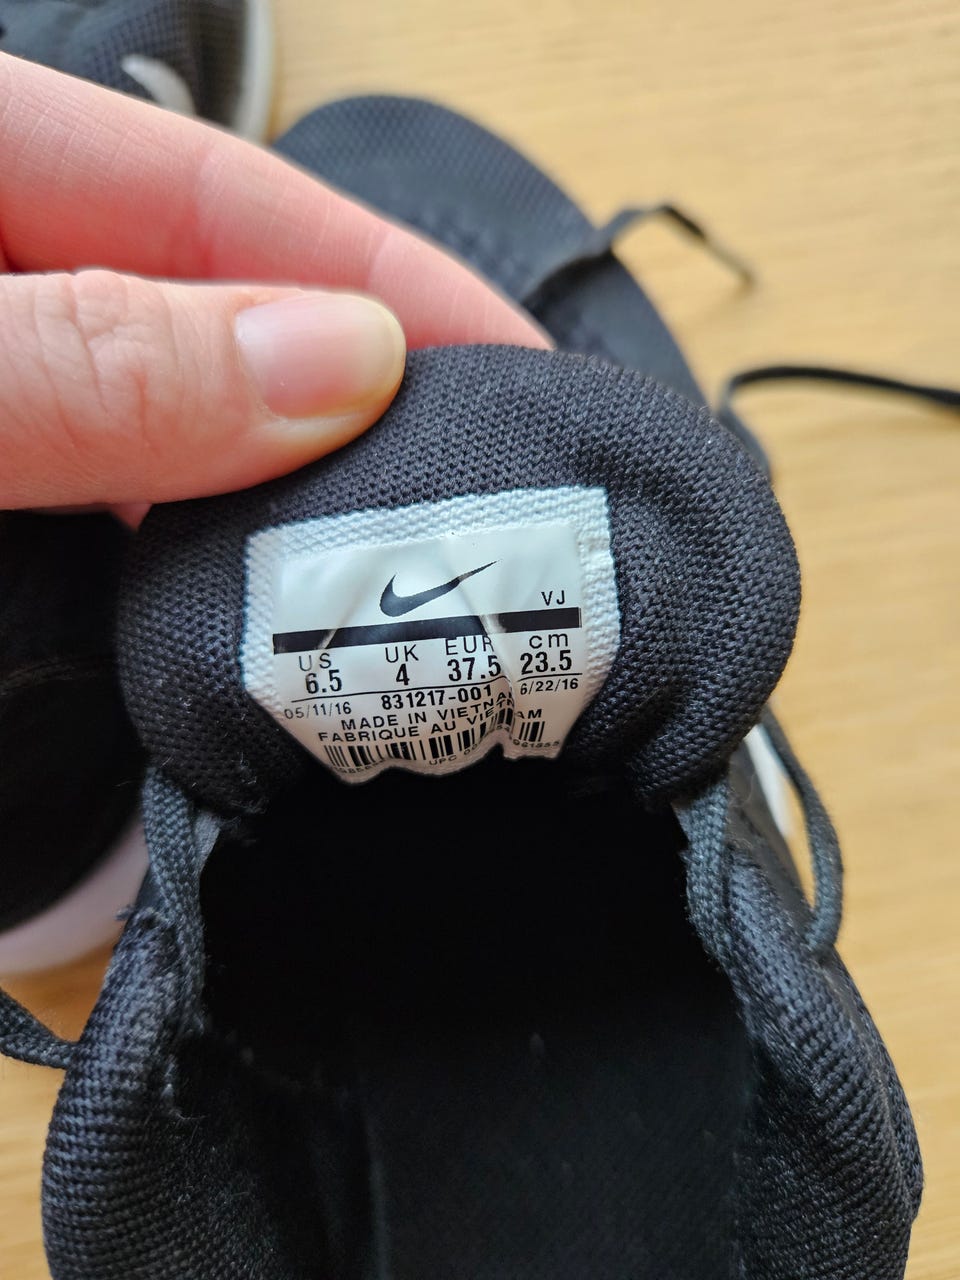 VJ
US UK EUR cm
6.5 4 37.5 23.5
05/11/16 831217-001 6/22/16
MADE IN VIETNAM
FABRIQUE AU VIETNAM
UPC